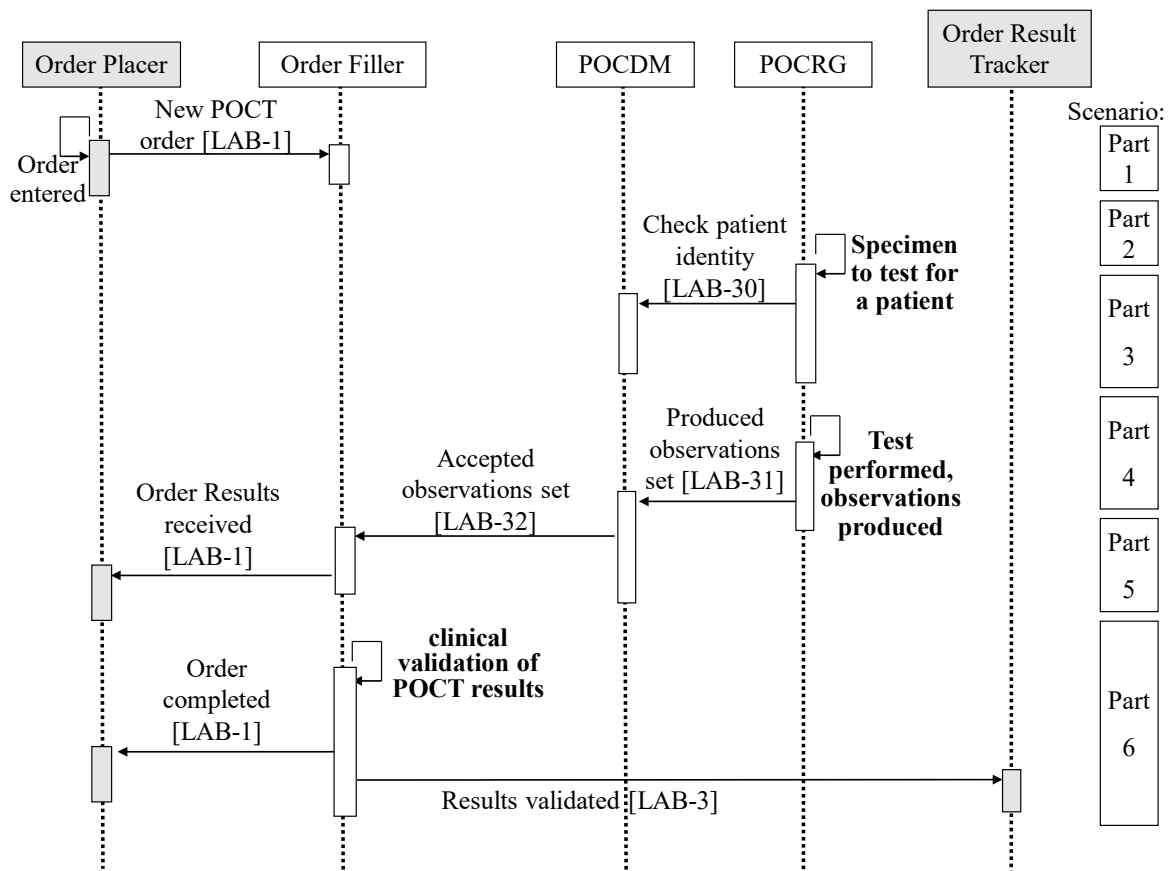 Order Placer
Order Filler
POCDM
POCRG
Order Result
Tracker
Scenario:
New POCT
order [LAB-1]
Order
entered
Part
1
Part
2
Check patient
identity
[LAB-30]
Specimen
to test for
a patient
Part
3
Produced
observations
set [LAB-31]
Test
performed,
observations
produced
Part
4
Accepted
observations set
[LAB-32]
Order Results
received
[LAB-1]
Part
5
clinical
validation of
POCT results
Order
completed
[LAB-1]
Part
6
Results validated [LAB-3]